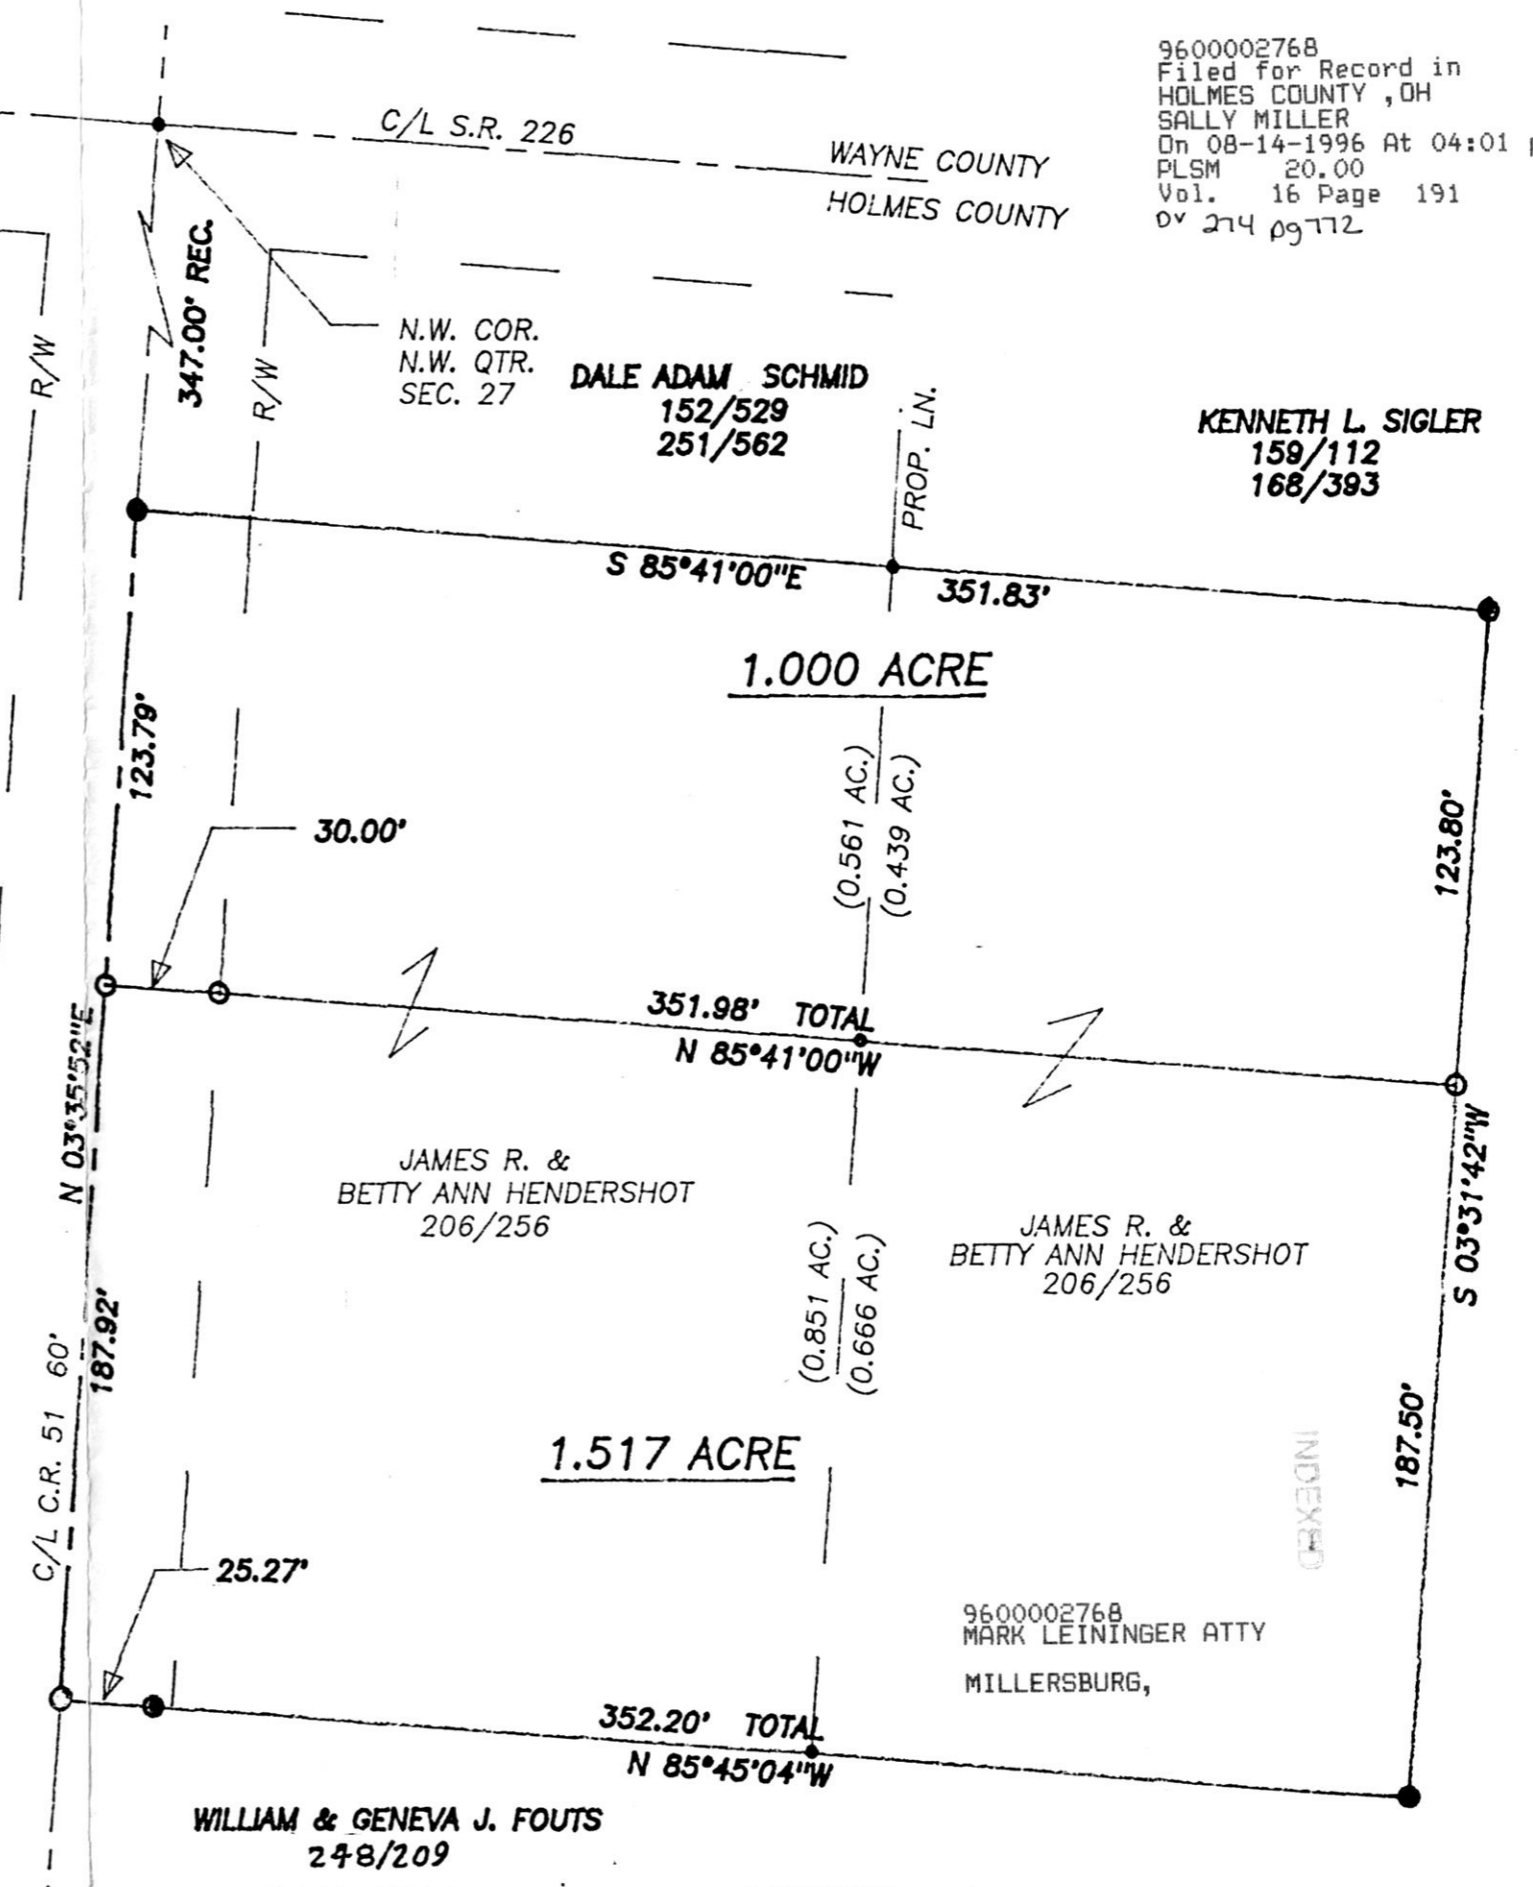 9600002768
Filed for Record in
HOLMES COUNTY ,OH
SALLY MILLER
On 08-14-1996 At 04:01
PLSM 20.00
Vol. 16 Page 191
DV 274 pg772
C/L S.R. 226
WAYNE COUNTY
HOLMES COUNTY
347.00' REC.
R/W
R/W
N.W. COR.
N.W. QTR.
SEC. 27
DALE ADAM SCHMID
152/529
251/562
PROP. LN.
KENNETH L. SIGLER
159/112
168/393
S 85°41'00"E
351.83'
1.000 ACRE
123.79'
(0.561 AC.)
(0.439 AC.)
123.80'
30.00'
351.98' TOTAL
N 85°41'00"W
N 03°35'52"E
JAMES R. &
BETTY ANN HENDERSHOT
206/256
JAMES R. &
BETTY ANN HENDERSHOT
206/256
S 03°31'42"W
(0.851 AC.)
(0.666 AC.)
187.92'
C/L C.R. 51 60'
187.50'
1.517 ACRE
INDEXED
25.27'
9600002768
MARK LEININGER ATTY
MILLERSBURG,
352.20' TOTAL
N 85°45'04"W
WILLIAM & GENEVA J. FOUTS
248/209